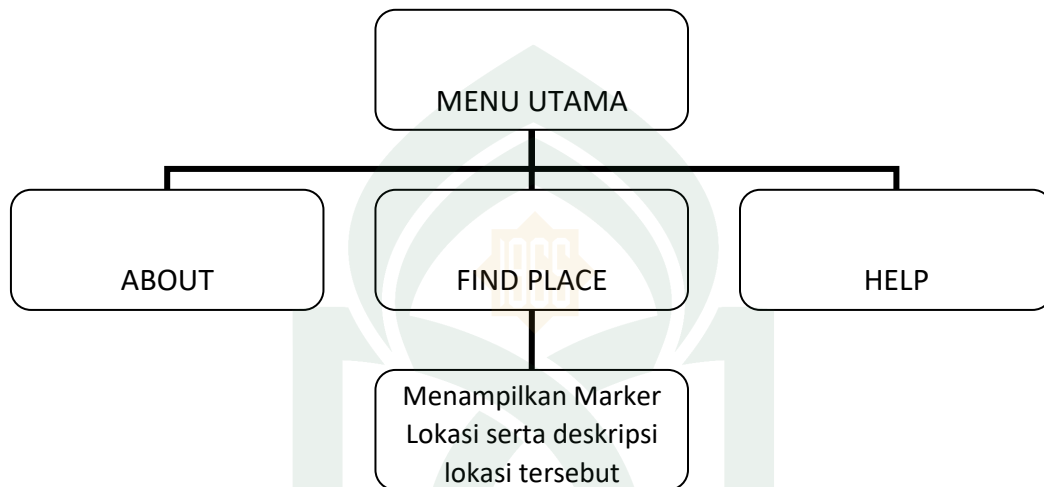 MENU UTAMA
ABOUT
FIND PLACE
HELP
Menampilkan Marker
Lokasi serta deskripsi
lokasi tersebut